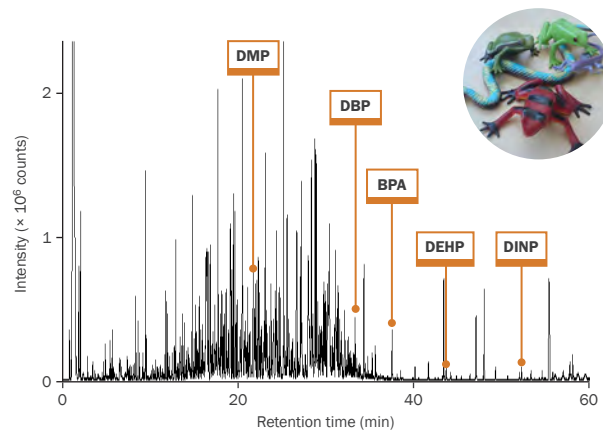 DMP
DBP
BPA
DEHP
DINP
Intensity (× 10⁶ counts)
2
1
0
0
20
40
60
Retention time (min)